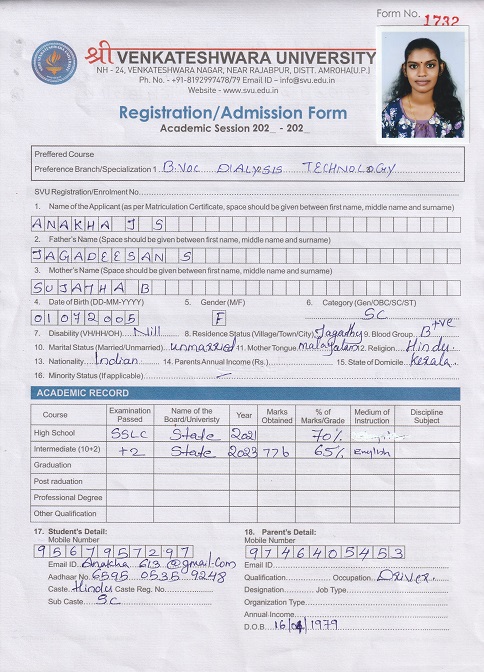 Form No. 1732
श्री VENKATESHWARA UNIVERSITY
NH - 24, VENKATESHWARA NAGAR, NEAR RAJABPUR, DISTT. AMROHA(U.P.)
Ph. No. - +91-8192997478/79 Email ID – info@svu.edu.in
Website - www.svu.edu.in
Registration/Admission Form
Academic Session 202_ - 202_
Preffered Course
Preference Branch/Specialization 1 B.VOC DIALYSIS TECHNOLOGY
SVU Registration/Enrolment No.
1. Name of the Applicant (as per Matriculation Certificate, space should be given between first name, middle name and surname)
ANAKHA J S
2. Father's Name (Space should be given between first name, middle name and surname)
JAGADEESAN S
3. Mother's Name (Space should be given between first name, middle name and surname)
SUJATHA B
4. Date of Birth (DD-MM-YYYY) 5. Gender (M/F) 6. Category (Gen/OBC/SC/ST)
01072005 F SC
7. Disability (VH/HH/OH) Nill 8. Residence Status (Village/Town/City) 9. Blood Group B+ve
10. Marital Status (Married/Unmarried) unmarried 11. Mother Tongue malayalam 12. Religion Hindu
13. Nationality Indian 14. Parents Annual Income (Rs.) 15. State of Domicile Kerala
16. Minority Status (If applicable)
ACADEMIC RECORD
Course Examination Passed Name of the Board/Univeristy Year Marks Obtained % of Marks/Grade Medium of Instruction Discipline Subject
High School SSLC State 2021 70%
Intermediate (10+2) +2 State 2023 776 65% English
Graduation
Post raduation
Professional Degree
Other Qualification
17. Student's Detail: 18. Parent's Detail:
Mobile Number Mobile Number
9567957297 9746405453
Email ID Anakha 613 @gmail.com Email ID
Aadhaar No. 6595 0535 9248 Qualification Occupation DRIVER
Caste Hindu Caste Reg. No. Designation Job Type
Sub Caste SC Organization Type
Annual Income
D.O.B 16/04/1979